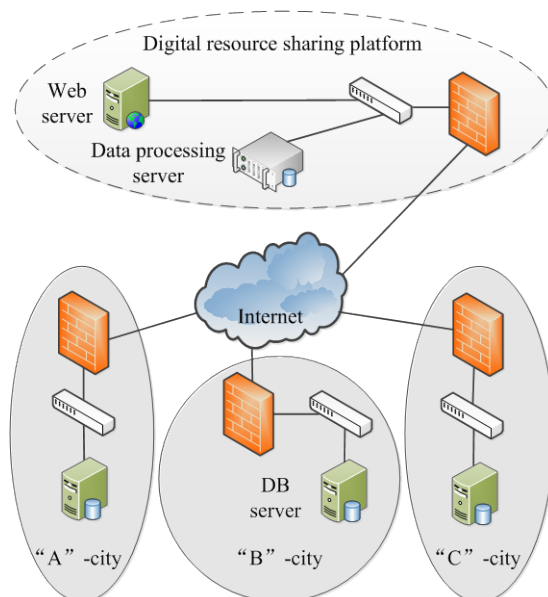 Digital resource sharing platform
Web
server
Data processing
server
Internet
DB
server
“A”-city
“B”-city
“C”-city